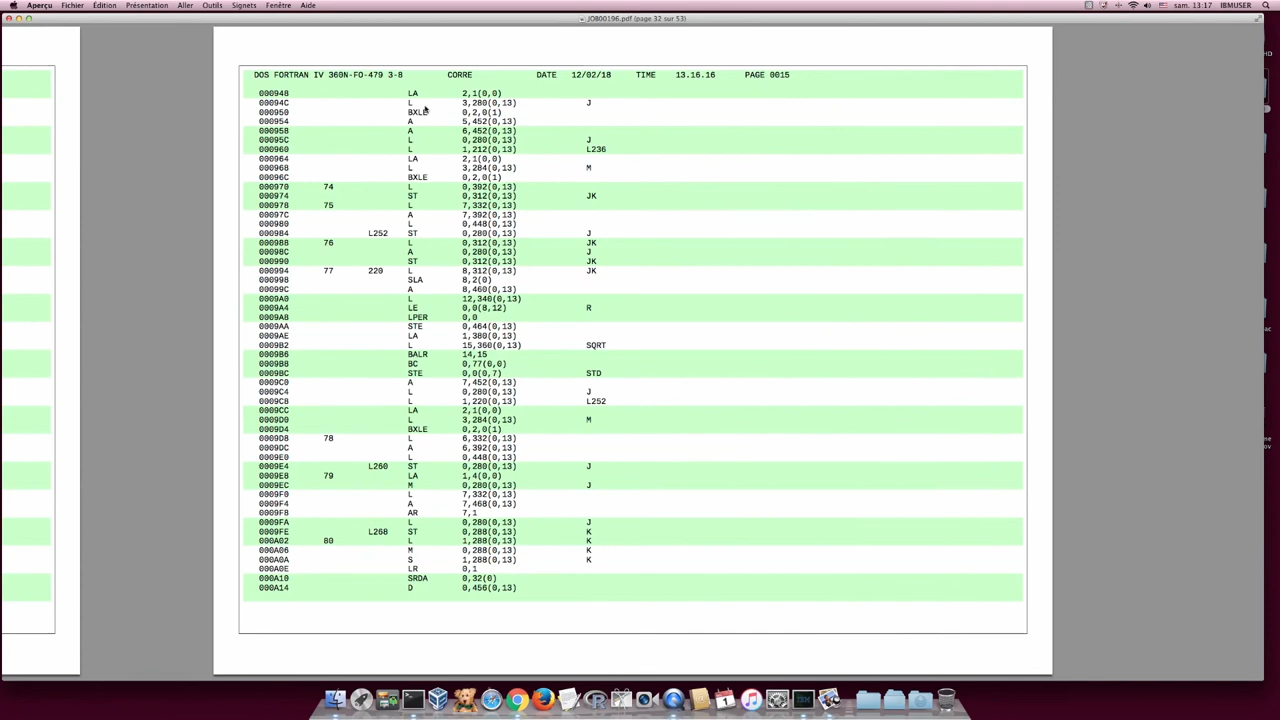 Aperçu Fichier Édition Présentation Aller Outils Signets Fenêtre Aide sam. 13:17 IBMUSER
JOB00196.pdf (page 32 sur 53)
DOS FORTRAN IV 360N-FO-479 3-8 CORRE DATE 12/02/18 TIME 13.16.16 PAGE 0015
000948 LA 2,1(0,0)
00094C L 3,280(0,13) J
000950 BXLE 0,2,0(1)
000954 A 5,452(0,13)
000958 A 6,452(0,13)
00095C L 0,280(0,13) J
000960 L 1,212(0,13) L236
000964 LA 2,1(0,0)
000968 L 3,284(0,13) M
00096C BXLE 0,2,0(1)
000970 74 L 0,392(0,13)
000974 ST 0,312(0,13) JK
000978 75 L 7,332(0,13)
00097C A 7,392(0,13)
000980 L 0,448(0,13)
000984 L252 ST 0,280(0,13) J
000988 76 L 0,312(0,13) JK
00098C A 0,280(0,13) J
000990 ST 0,312(0,13) JK
000994 77 220 L 8,312(0,13) JK
000998 SLA 8,2(0)
00099C A 8,460(0,13)
0009A0 L 12,340(0,13)
0009A4 LE 0,0(8,12) R
0009A8 LPER 0,0
0009AA STE 0,464(0,13)
0009AE LA 1,380(0,13)
0009B2 L 15,360(0,13) SQRT
0009B6 BALR 14,15
0009B8 BC 0,77(0,0)
0009BC STE 0,0(0,7) STD
0009C0 A 7,452(0,13)
0009C4 L 0,280(0,13) J
0009C8 L 1,220(0,13) L252
0009CC LA 2,1(0,0)
0009D0 L 3,284(0,13) M
0009D4 BXLE 0,2,0(1)
0009D8 78 L 6,332(0,13)
0009DC A 6,392(0,13)
0009E0 L 0,448(0,13)
0009E4 L260 ST 0,280(0,13) J
0009E8 79 LA 1,4(0,0)
0009EC M 0,280(0,13) J
0009F0 L 7,332(0,13)
0009F4 A 7,468(0,13)
0009F8 AR 7,1
0009FA L 0,280(0,13) J
0009FE L268 ST 0,288(0,13) K
000A02 80 L 1,288(0,13) K
000A06 M 0,288(0,13) K
000A0A S 1,288(0,13) K
000A0E LR 0,1
000A10 SRDA 0,32(0)
000A14 D 0,456(0,13)